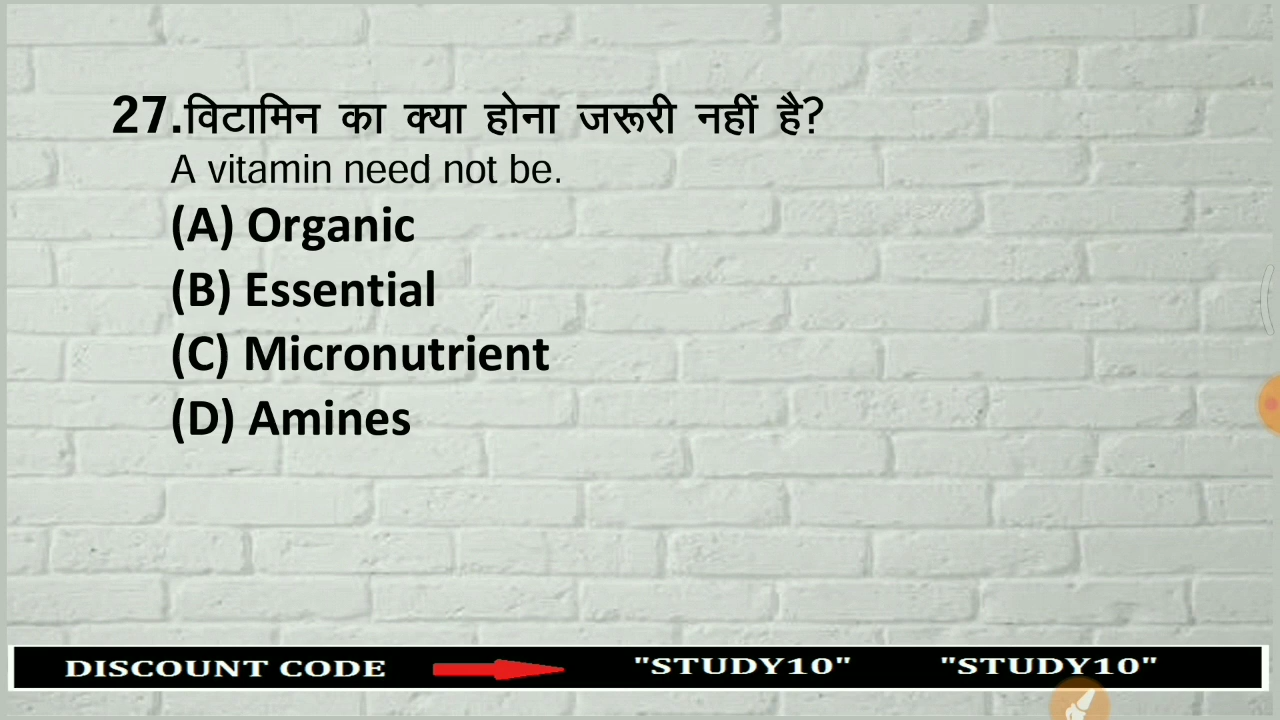 27.विटामिन का क्या होना जरूरी नहीं है?
A vitamin need not be.
(A) Organic
(B) Essential
(C) Micronutrient
(D) Amines
DISCOUNT CODE "STUDY10" "STUDY10"